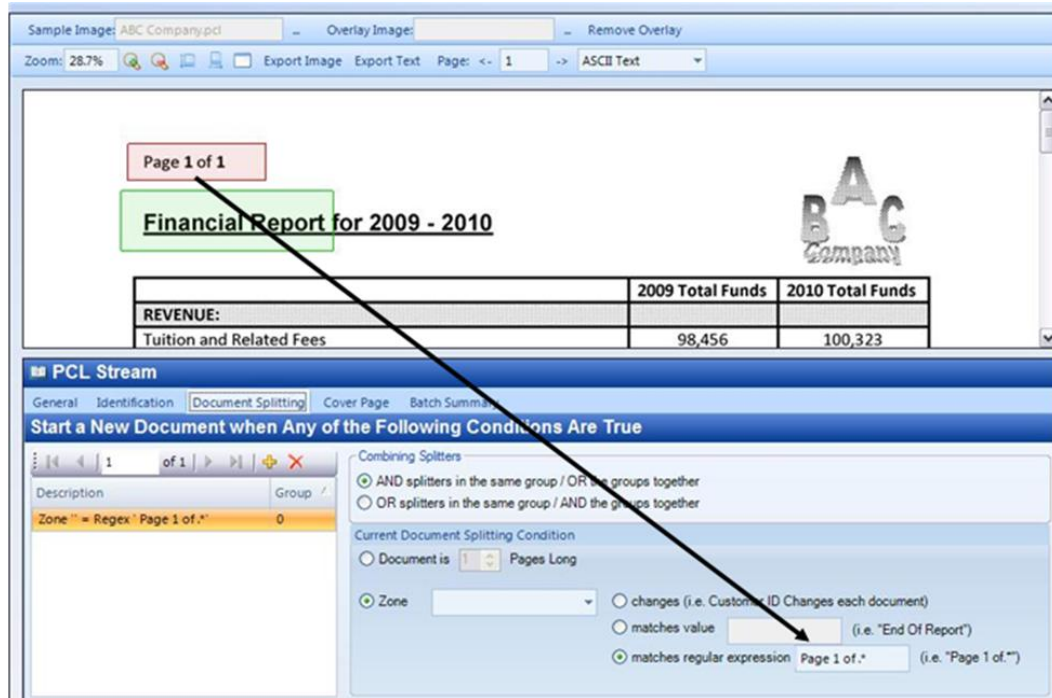 Sample Image: ABC Company.pcl ... Overlay Image: ... Remove Overlay
Zoom: 28.7% Export Image Export Text Page: <- 1 -> ASCII Text
Page 1 of 1
Financial Report for 2009 - 2010
A
B C
Company
2009 Total Funds 2010 Total Funds
REVENUE:
Tuition and Related Fees 98,456 100,323
PCL Stream
General Identification Document Splitting Cover Page Batch Summary
Start a New Document when Any of the Following Conditions Are True
1 of 1
Description Group
Zone '' = Regex ' Page 1 of.*' 0
Combining Splitters
AND splitters in the same group / OR the groups together
OR splitters in the same group / AND the groups together
Current Document Splitting Condition
Document is 1 Pages Long
Zone
changes (i.e. Customer ID Changes each document)
matches value (i.e. "End Of Report")
matches regular expression Page 1 of.* (i.e. "Page 1 of.*")